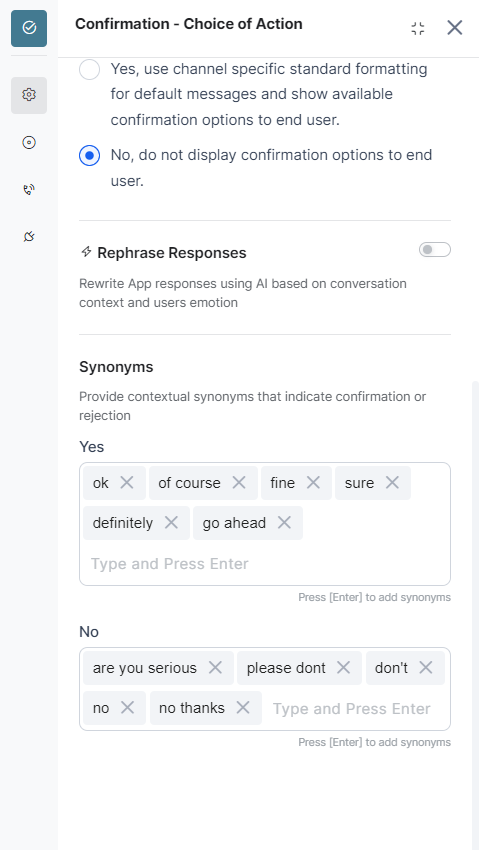 Confirmation - Choice of Action
Yes, use channel specific standard formatting
for default messages and show available
confirmation options to end user.
No, do not display confirmation options to end
user.
Rephrase Responses
Rewrite App responses using AI based on conversation
context and users emotion
Synonyms
Provide contextual synonyms that indicate confirmation or
rejection
Yes
ok of course fine sure
definitely go ahead
Type and Press Enter
Press [Enter] to add synonyms
No
are you serious please dont don't
no no thanks Type and Press Enter
Press [Enter] to add synonyms